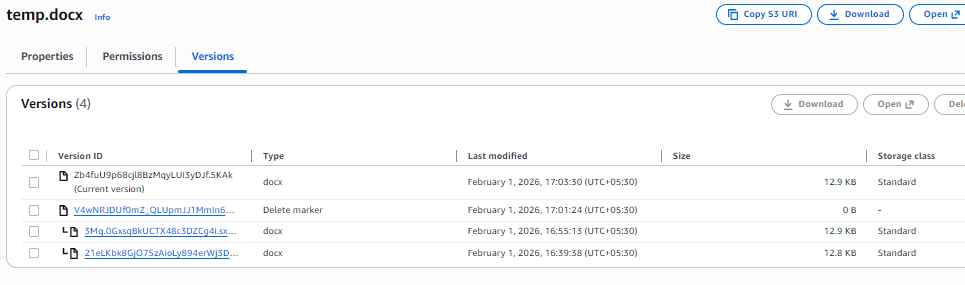 temp.docx Info Copy S3 URI Download Open
Properties Permissions Versions
Versions (4) Download Open Dele
Version ID Type Last modified Size Storage class
Zb4fuU9p68cjl8BzMqyLUI3yDJf.5KAk
(Current version) docx February 1, 2026, 17:03:30 (UTC+05:30) 12.9 KB Standard
V4wNRJDUf0mZ_QLUpmJJ1MmIn6... Delete marker February 1, 2026, 17:01:24 (UTC+05:30) 0 B -
3Mq.0GxsqBkUCTX48c3DZCg4i.sx... docx February 1, 2026, 16:55:13 (UTC+05:30) 12.9 KB Standard
21eLKbk8GjO7SzAioLy894erWj3D... docx February 1, 2026, 16:39:38 (UTC+05:30) 12.8 KB Standard